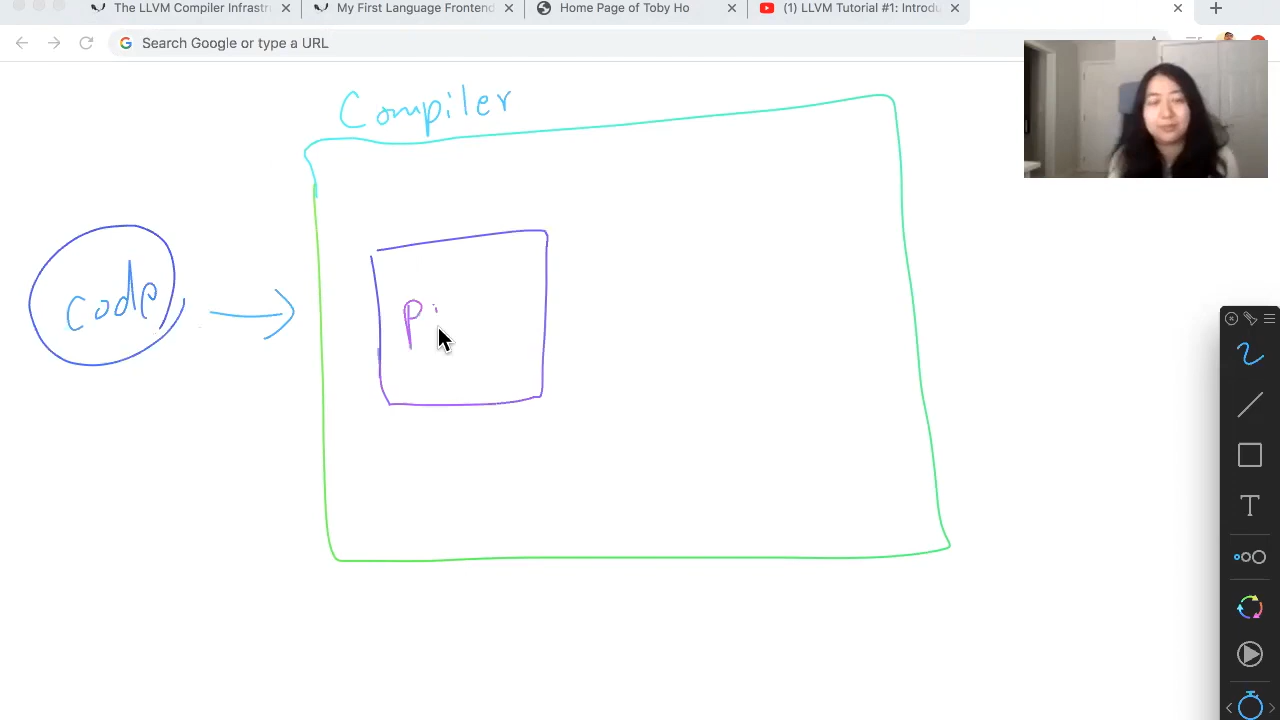 The LLVM Compiler Infrastr
My First Language Frontend
Home Page of Toby Ho
(1) LLVM Tutorial #1: Introdu
Search Google or type a URL
Compiler
code
P
T